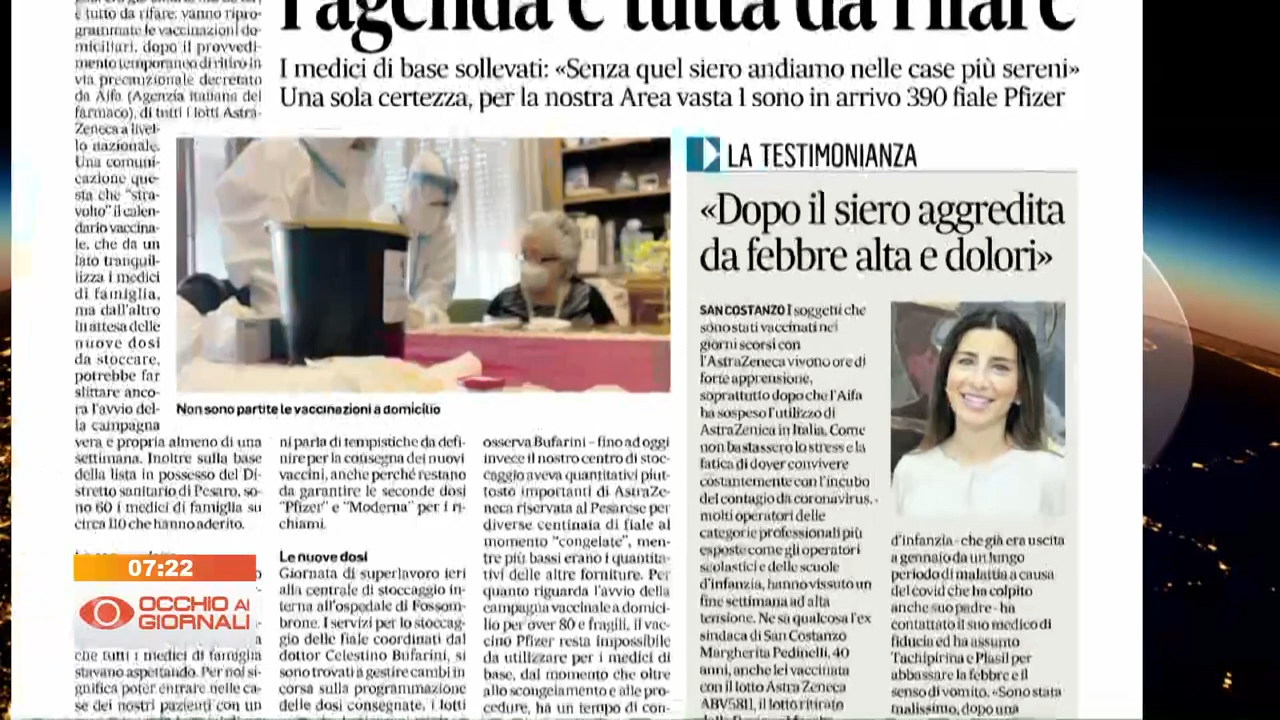 l'agenda è tutta da rifare
I medici di base sollevati: «Senza quel siero andiamo nelle case più sereni»
Una sola certezza, per la nostra Area vasta 1 sono in arrivo 390 fiale Pfizer
è tutto da rifare: vanno ripro-
grammate le vaccinazioni do-
miciliari, dopo il provvedi-
mento temporaneo di ritiro in
via precauzionale decretato
da Aifa (Agenzia italiana del
farmaco), di tutti i lotti Astra-
Zeneca a livel-
lo nazionale.
Una comuni-
cazione que-
sta che "stra-
volto" il calen-
dario vaccina-
le, che da un
lato tranquil-
lizza i medici
di famiglia,
ma dall'altro
in attesa delle
nuove dosi
da stoccare,
potrebbe far
slittare anco-
ra l'avvio del-
la campagna
vera e propria almeno di una
settimana. Inoltre sulla base
della lista in possesso del Di-
stretto sanitario di Pesaro, so-
no 60 i medici di famiglia su
circa 110 che hanno aderito.
07:22
OCCHIO AI
GIORNALI
che tutti i medici di famiglia
stavano aspettando. Per noi si-
gnifica poter entrare nelle ca-
se dei nostri pazienti con un
Non sono partite le vaccinazioni a domicilio
ni parla di tempistiche da defi-
nire per la consegna dei nuovi
vaccini, anche perché restano
da garantire le seconde dosi
"Pfizer" e "Moderna" per i ri-
chiami.
Le nuove dosi
Giornata di superlavoro ieri
alla centrale di stoccaggio in-
terna all'ospedale di Fossom-
brone. I servizi per lo stoccag-
gio delle fiale coordinati dal
dottor Celestino Bufarini, si
sono trovati a gestire cambi in
corsa sulla programmazione
delle dosi consegnate, i lotti
osserva Bufarini - fino ad oggi
invece il nostro centro di stoc-
caggio aveva quantitativi piut-
tosto importanti di AstraZe-
neca riservata al Pesarese per
diverse centinaia di fiale al
momento "congelate", men-
tre più bassi erano i quantita-
tivi delle altre forniture. Per
quanto riguarda l'avvio della
campagna vaccinale a domici-
lio per over 80 e fragili, il vac-
cino Pfizer resta impossibile
da utilizzare per i medici di
base, dal momento che oltre
allo scongelamento e alle pro-
cedure, ha un tempo di con-
LA TESTIMONIANZA
«Dopo il siero aggredita
da febbre alta e dolori»
SAN COSTANZO I soggetti che
sono stati vaccinati nei
giorni scorsi con
l'AstraZeneca vivono ore di
forte apprensione,
soprattutto dopo che l'Aifa
ha sospeso l'utilizzo di
AstraZenica in Italia. Come
non bastassero lo stress e la
fatica di dover convivere
costantemente con l'incubo
del contagio da coronavirus,
molti operatori delle
categorie professionali più
esposte come gli operatori
scolastici e delle scuole
d'infanzia, hanno vissuto un
fine settimana ad alta
tensione. Ne sa qualcosa l'ex
sindaca di San Costanzo
Margherita Pedinelli, 40
anni, anche lei vaccinata
con il lotto Astra Zeneca
ABV5811, il lotto ritirato
d'infanzia - che già era uscita
a gennaio da un lungo
periodo di malattia a causa
del covid che ha colpito
anche suo padre - ha
contattato il suo medico di
fiducia ed ha assunto
Tachipirina e Plasil per
abbassare la febbre e il
senso di vomito. «Sono stata
malissimo, dopo una